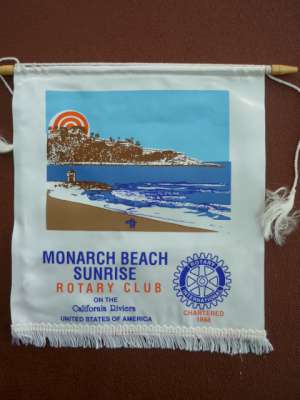 MONARCH BEACH
SUNRISE
ROTARY CLUB
ON THE
California Riviera
UNITED STATES OF AMERICA
ROTARY
INTERNATIONAL
CHARTERED
1988